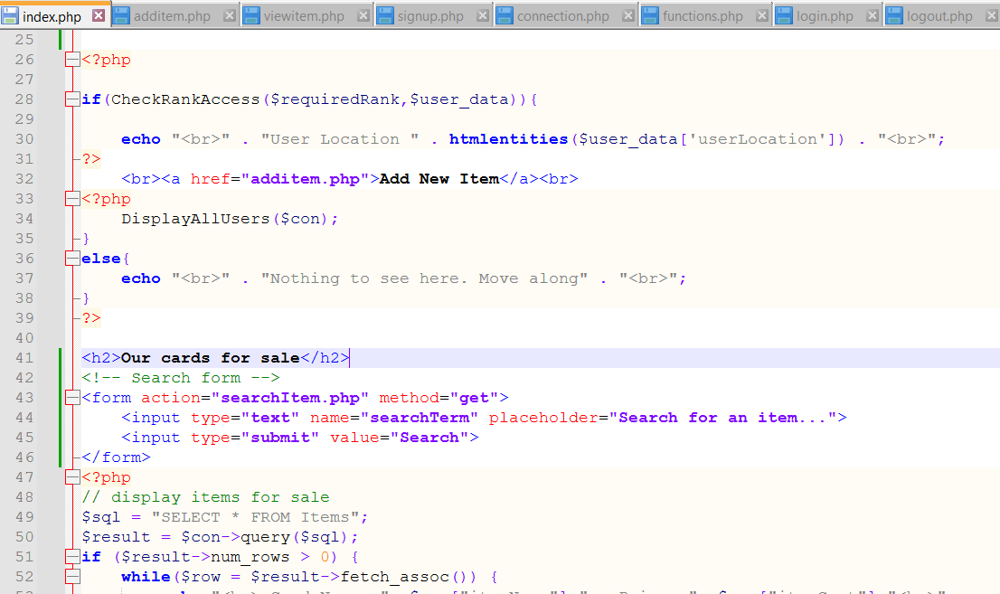 index.php additem.php viewitem.php signup.php connection.php functions.php login.php logout.php
25
26 <?php
27
28 if(CheckRankAccess($requiredRank,$user_data)){
29
30 echo "<br>" . "User Location " . htmlentities($user_data['userLocation']) . "<br>";
31 ?>
32 <br><a href="additem.php">Add New Item</a><br>
33 <?php
34 DisplayAllUsers($con);
35 }
36 else{
37 echo "<br>" . "Nothing to see here. Move along" . "<br>";
38 }
39 ?>
40
41 <h2>Our cards for sale</h2>
42 <!-- Search form -->
43 <form action="searchItem.php" method="get">
44 <input type="text" name="searchTerm" placeholder="Search for an item...">
45 <input type="submit" value="Search">
46 </form>
47 <?php
48 // display items for sale
49 $sql = "SELECT * FROM Items";
50 $result = $con->query($sql);
51 if ($result->num_rows > 0) {
52 while($row = $result->fetch_assoc()) {